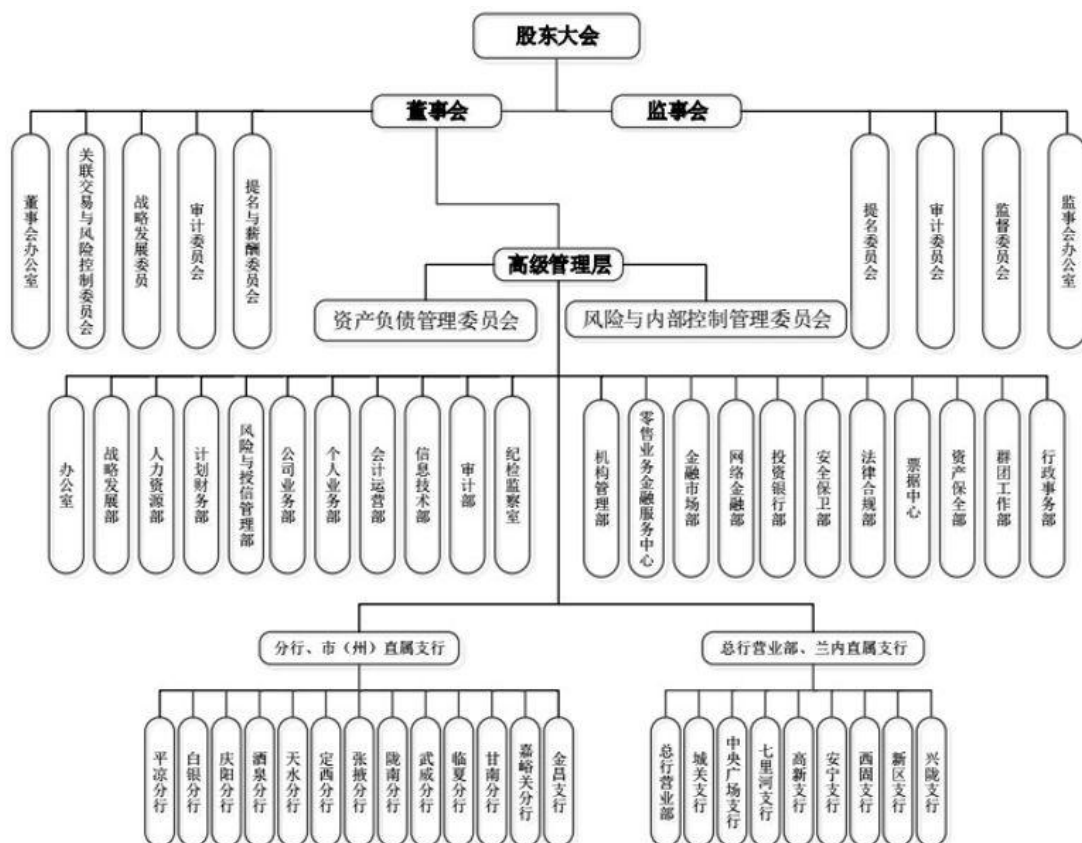 股东大会
董事会
监事会
董事会办公室
关联交易与风险控制委员会
战略发展委员
审计委员会
提名与薪酬委员会
提名委员会
审计委员会
监督委员会
监事会办公室
高级管理层
资产负债管理委员会
风险与内部控制管理委员会
办公室
战略发展部
人力资源部
计划财务部
风险与授信管理部
公司业务部
个人业务部
会计运营部
信息技术部
审计部
纪检监察室
机构管理部
零售业务金融服务中心
金融市场部
网络金融部
投资银行部
安全保卫部
法律合规部
票据中心
资产保全部
群团工作部
行政事务部
分行、市（州）直属支行
总行营业部、兰内直属支行
平凉分行
白银分行
庆阳分行
酒泉分行
天水分行
定西分行
张掖分行
陇南分行
武威分行
临夏分行
甘南分行
嘉峪关分行
金昌支行
总行营业部
城关支行
中央广场支行
七里河支行
高新支行
安宁支行
西固支行
新区支行
兴陇支行